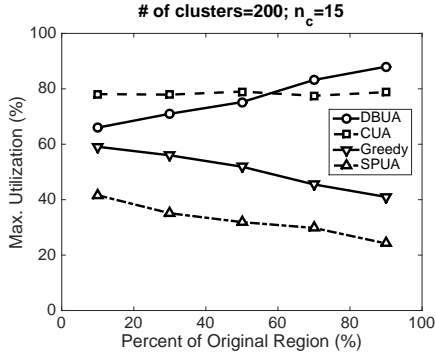 # of clusters=200; n_c=15
Max. Utilization (%)
100
80
60
40
20
0
DBUA
CUA
Greedy
SPUA
0 20 40 60 80 100
Percent of Original Region (%)